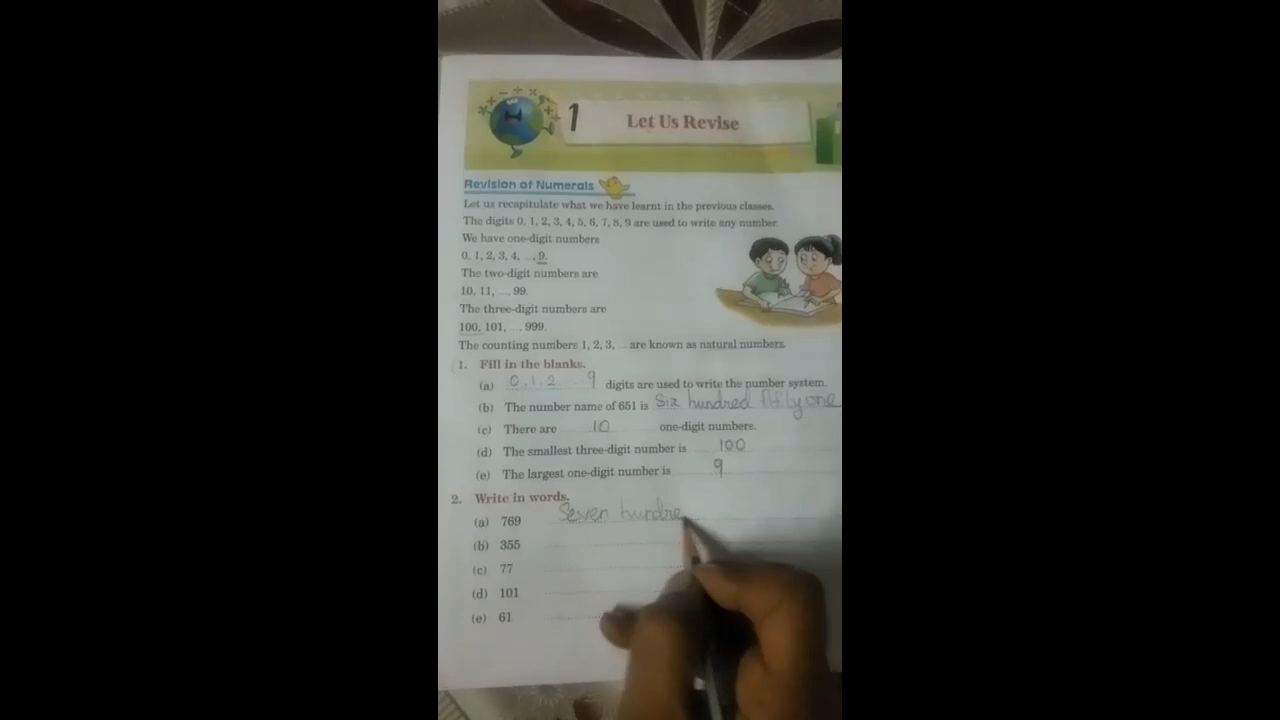 1 Let Us Revise
Revision of Numerals
Let us recapitulate what we have learnt in the previous classes.
The digits 0, 1, 2, 3, 4, 5, 6, 7, 8, 9 are used to write any number.
We have one-digit numbers
0, 1, 2, 3, 4, ..., 9.
The two-digit numbers are
10, 11, ..., 99.
The three-digit numbers are
100, 101, ... 999.
The counting numbers 1, 2, 3, ... are known as natural numbers.
1. Fill in the blanks.
(a) 0, 1, 2 .. 9 digits are used to write the number system.
(b) The number name of 651 is Six hundred fifty one
(c) There are 10 one-digit numbers.
(d) The smallest three-digit number is 100
(e) The largest one-digit number is 9
2. Write in words.
(a) 769 Seven hundre
(b) 355
(c) 77
(d) 101
(e) 61